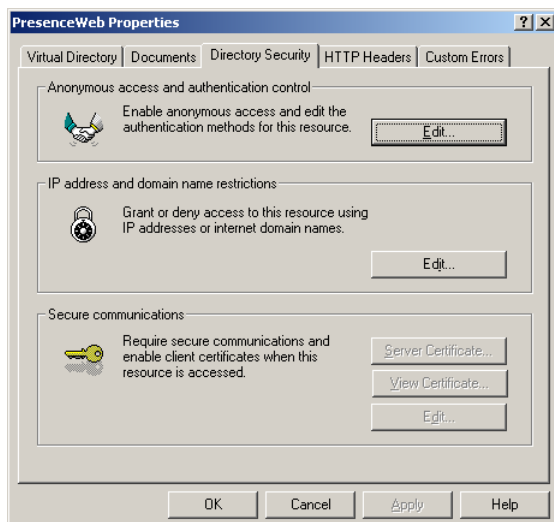 PresenceWeb Properties
? X
Virtual Directory Documents Directory Security HTTP Headers Custom Errors
Anonymous access and authentication control
Enable anonymous access and edit the
authentication methods for this resource.
Edit...
IP address and domain name restrictions
Grant or deny access to this resource using
IP addresses or internet domain names.
Edit...
Secure communications
Require secure communications and
enable client certificates when this
resource is accessed.
Server Certificate...
View Certificate...
Edit...
OK Cancel Apply Help